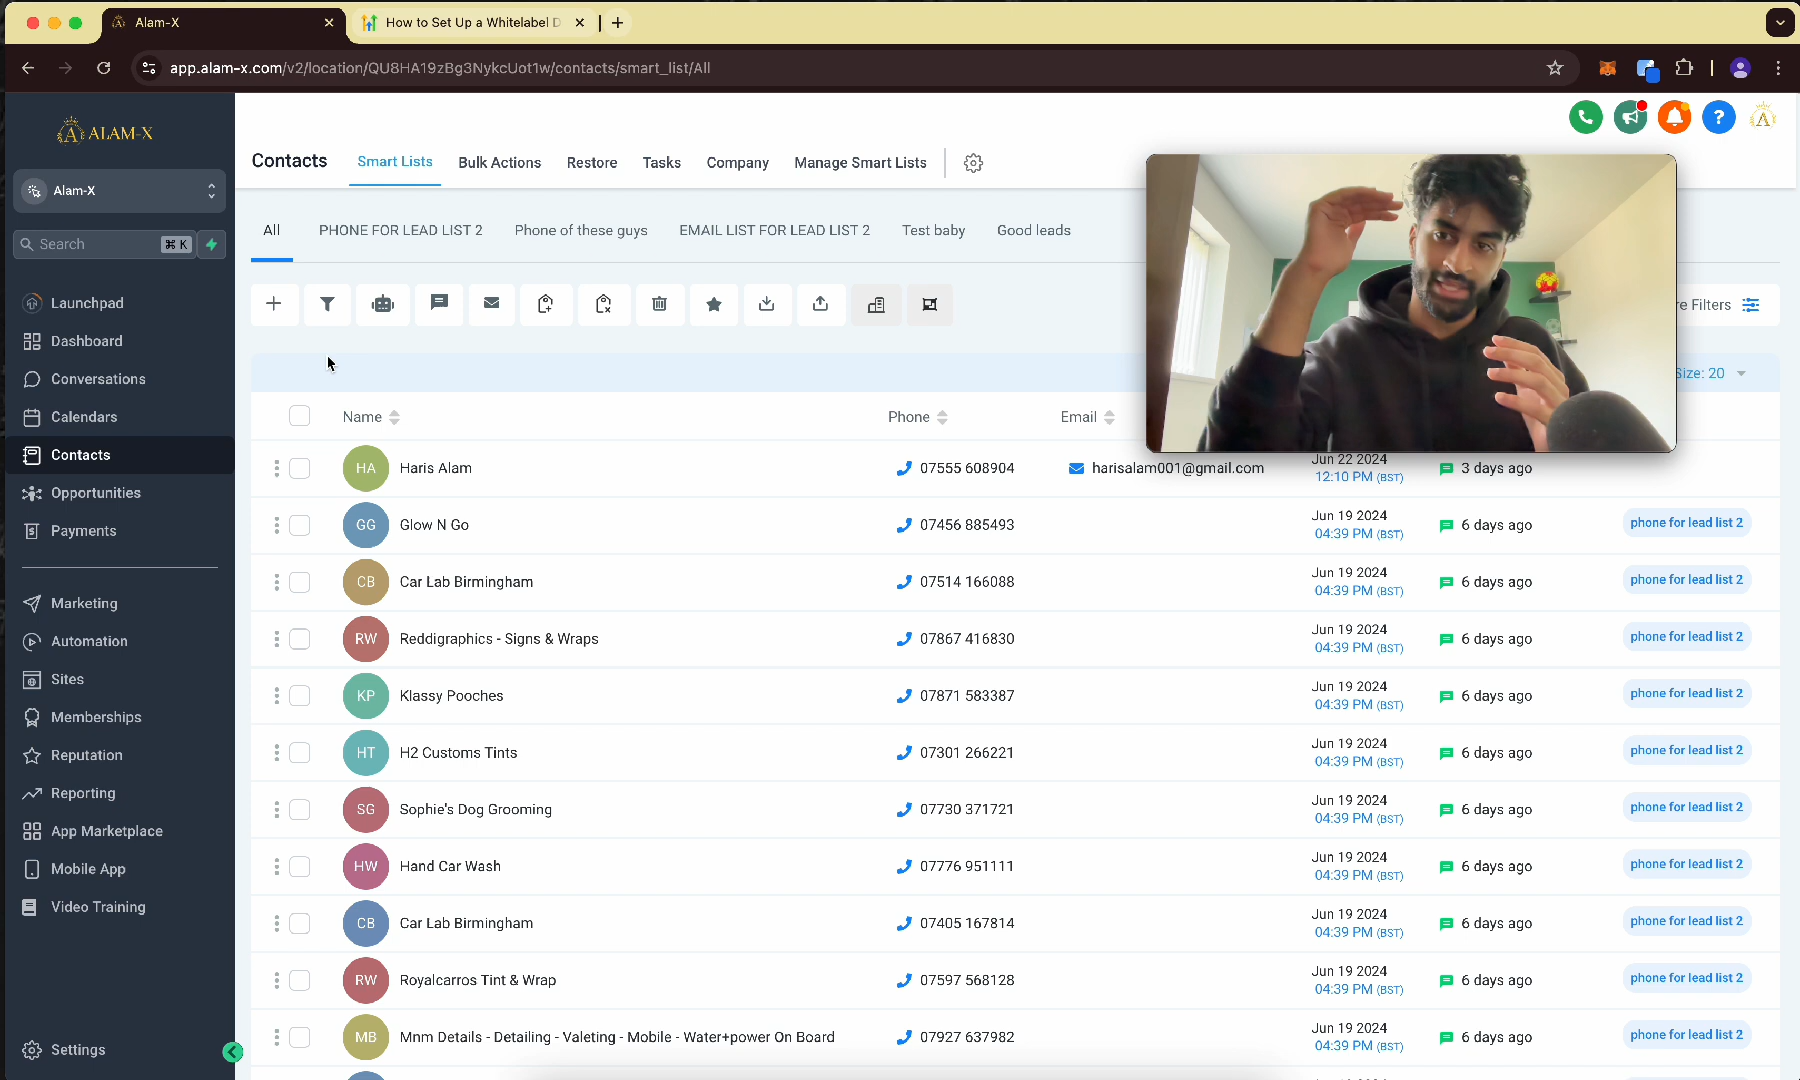 Alam-X
How to Set Up a Whitelabel D
app.alam-x.com/v2/location/QU8HA19zBg3NykcUot1w/contacts/smart_list/All
ALAM-X
Alam-X
Search ⌘ K
Launchpad
Dashboard
Conversations
Calendars
Contacts
Opportunities
Payments
Marketing
Automation
Sites
Memberships
Reputation
Reporting
App Marketplace
Mobile App
Video Training
Settings
Contacts Smart Lists Bulk Actions Restore Tasks Company Manage Smart Lists
All PHONE FOR LEAD LIST 2 Phone of these guys EMAIL LIST FOR LEAD LIST 2 Test baby Good leads
re Filters
Size: 20
Name Phone Email
HA Haris Alam 07555 608904 harisalam001@gmail.com Jun 22 2024 12:10 PM (BST) 3 days ago
GG Glow N Go 07456 885493 Jun 19 2024 04:39 PM (BST) 6 days ago phone for lead list 2
CB Car Lab Birmingham 07514 166088 Jun 19 2024 04:39 PM (BST) 6 days ago phone for lead list 2
RW Reddigraphics - Signs & Wraps 07867 416830 Jun 19 2024 04:39 PM (BST) 6 days ago phone for lead list 2
KP Klassy Pooches 07871 583387 Jun 19 2024 04:39 PM (BST) 6 days ago phone for lead list 2
HT H2 Customs Tints 07301 266221 Jun 19 2024 04:39 PM (BST) 6 days ago phone for lead list 2
SG Sophie's Dog Grooming 07730 371721 Jun 19 2024 04:39 PM (BST) 6 days ago phone for lead list 2
HW Hand Car Wash 07776 951111 Jun 19 2024 04:39 PM (BST) 6 days ago phone for lead list 2
CB Car Lab Birmingham 07405 167814 Jun 19 2024 04:39 PM (BST) 6 days ago phone for lead list 2
RW Royalcarros Tint & Wrap 07597 568128 Jun 19 2024 04:39 PM (BST) 6 days ago phone for lead list 2
MB Mnm Details - Detailing - Valeting - Mobile - Water+power On Board 07927 637982 Jun 19 2024 04:39 PM (BST) 6 days ago phone for lead list 2